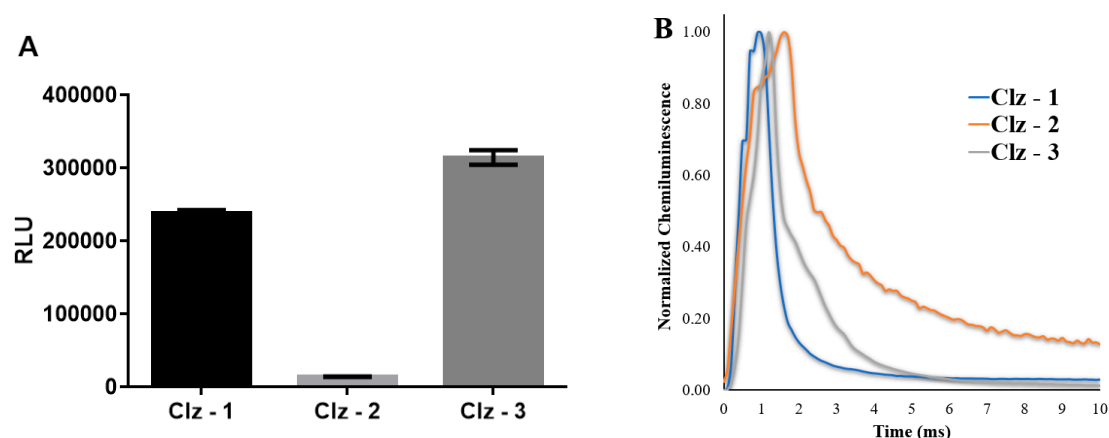 A
400000
300000
200000
100000
0
RLU
Clz - 1
Clz - 2
Clz - 3
B
1.00
0.80
0.60
0.40
0.20
0.00
Normalized Chemiluminescence
Clz - 1
Clz - 2
Clz - 3
0 1 2 3 4 5 6 7 8 9 10
Time (ms)